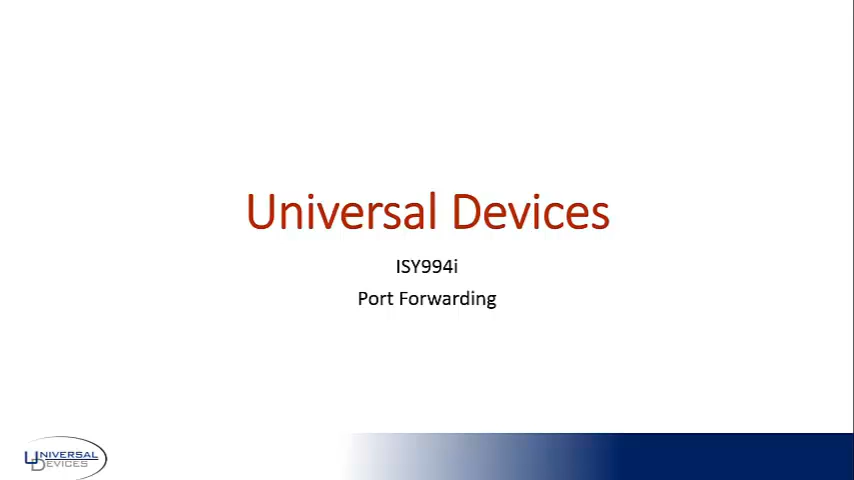 Universal Devices
ISY994i
Port Forwarding
UNIVERSAL
DEVICES